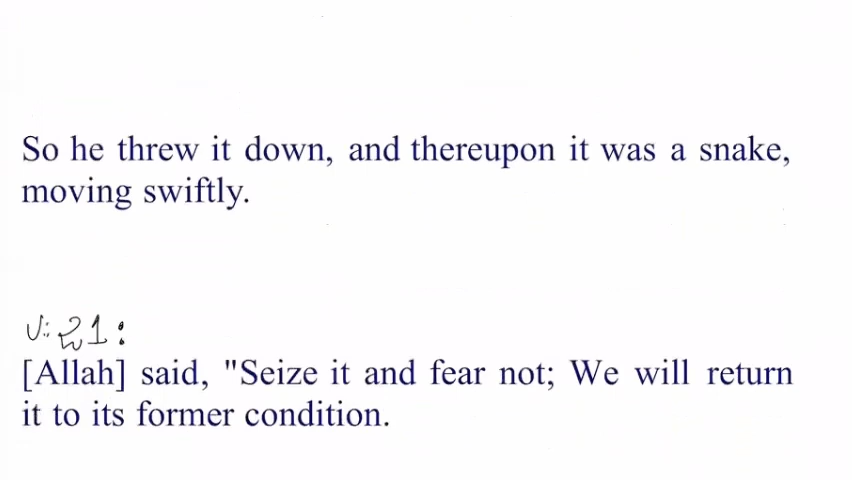 So he threw it down, and thereupon it was a snake,
moving swiftly.
21:
[Allah] said, "Seize it and fear not; We will return
it to its former condition.